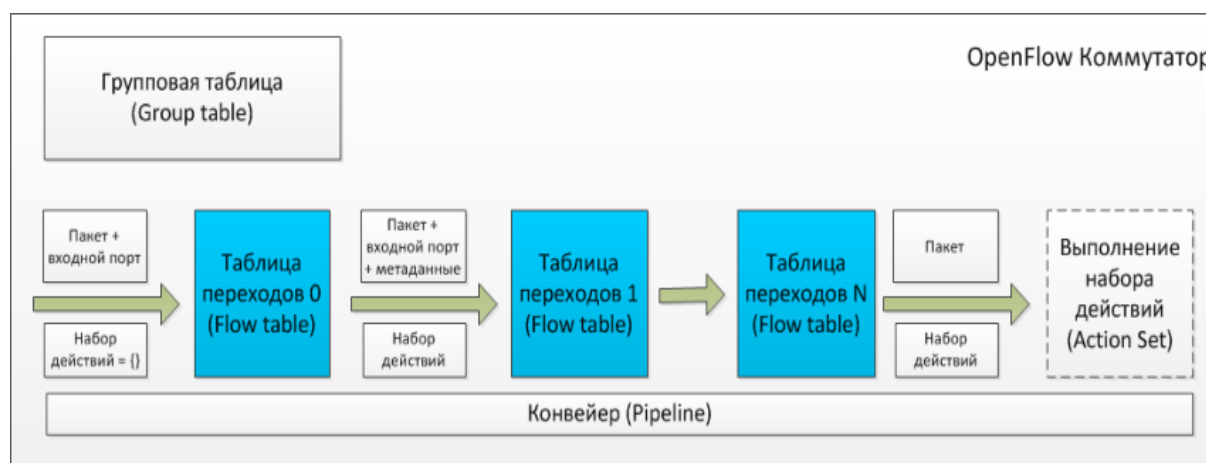 Групповая таблица
(Group table)
OpenFlow Коммутатор
Пакет +
входной порт
Набор
действий = {}
Таблица
переходов 0
(Flow table)
Пакет +
входной порт
+ метаданные
Набор
действий
Таблица
переходов 1
(Flow table)
Таблица
переходов N
(Flow table)
Пакет
Набор
действий
Выполнение
набора
действий
(Action Set)
Конвейер (Pipeline)